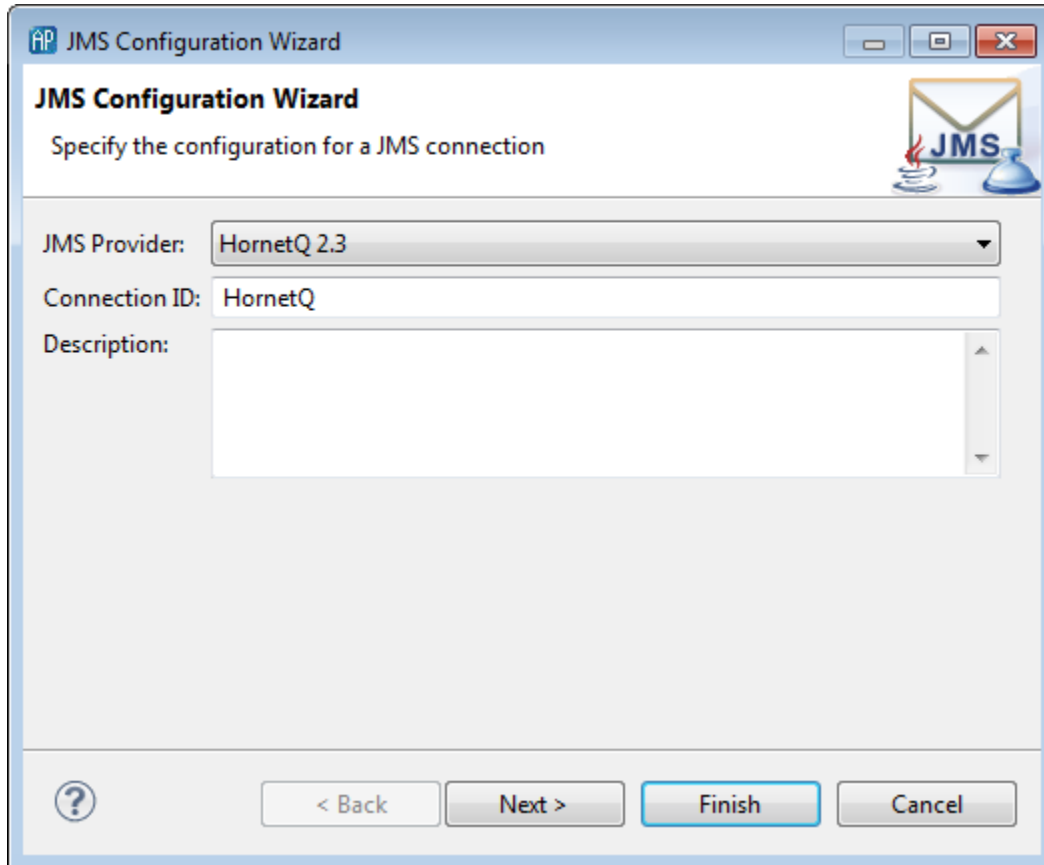 AP JMS Configuration Wizard
JMS Configuration Wizard
Specify the configuration for a JMS connection
JMS
JMS Provider: HornetQ 2.3
Connection ID: HornetQ
Description:
? < Back Next > Finish Cancel